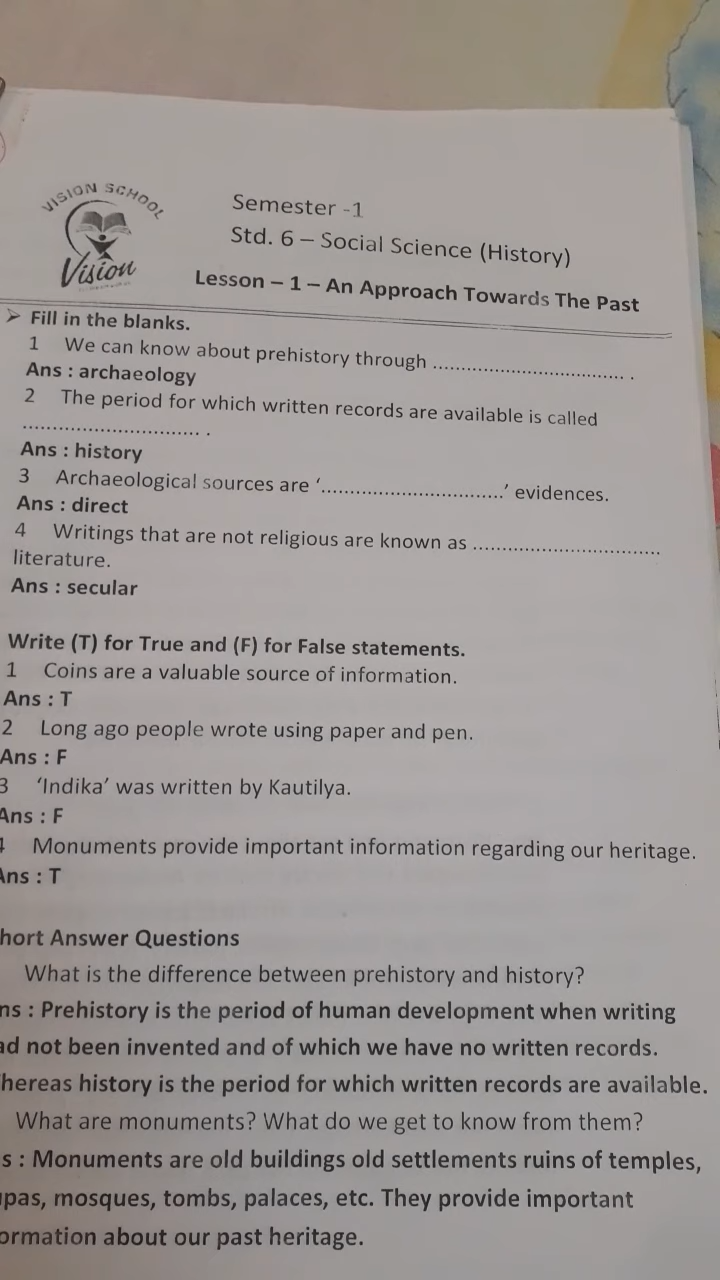 VISION SCHOOL
Vision
Semester -1
Std. 6 – Social Science (History)
Lesson – 1 – An Approach Towards The Past
➤ Fill in the blanks.
1 We can know about prehistory through .................................... .
Ans : archaeology
2 The period for which written records are available is called
................................. .
Ans : history
3 Archaeological sources are ‘..................................’ evidences.
Ans : direct
4 Writings that are not religious are known as ...................................
literature.
Ans : secular
Write (T) for True and (F) for False statements.
1 Coins are a valuable source of information.
Ans : T
2 Long ago people wrote using paper and pen.
Ans : F
3 ‘Indika’ was written by Kautilya.
Ans : F
Monuments provide important information regarding our heritage.
Ans : T
hort Answer Questions
What is the difference between prehistory and history?
ns : Prehistory is the period of human development when writing
ad not been invented and of which we have no written records.
hereas history is the period for which written records are available.
What are monuments? What do we get to know from them?
s : Monuments are old buildings old settlements ruins of temples,
upas, mosques, tombs, palaces, etc. They provide important
ormation about our past heritage.